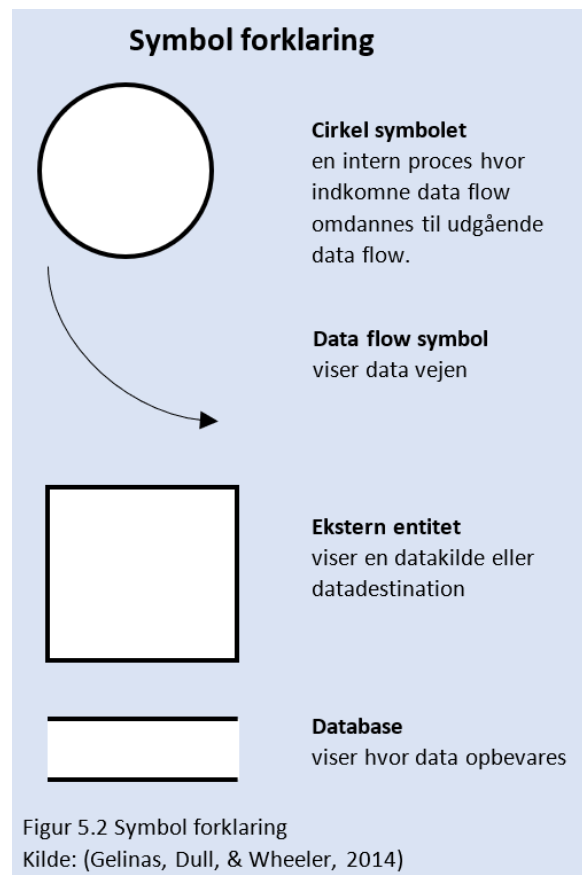 Symbol forklaring
Cirkel symbolet
en intern proces hvor
indkomne data flow
omdannes til udgående
data flow.
Data flow symbol
viser data vejen
Ekstern entitet
viser en datakilde eller
datadestination
Database
viser hvor data opbevares
Figur 5.2 Symbol forklaring
Kilde: (Gelinas, Dull, & Wheeler, 2014)